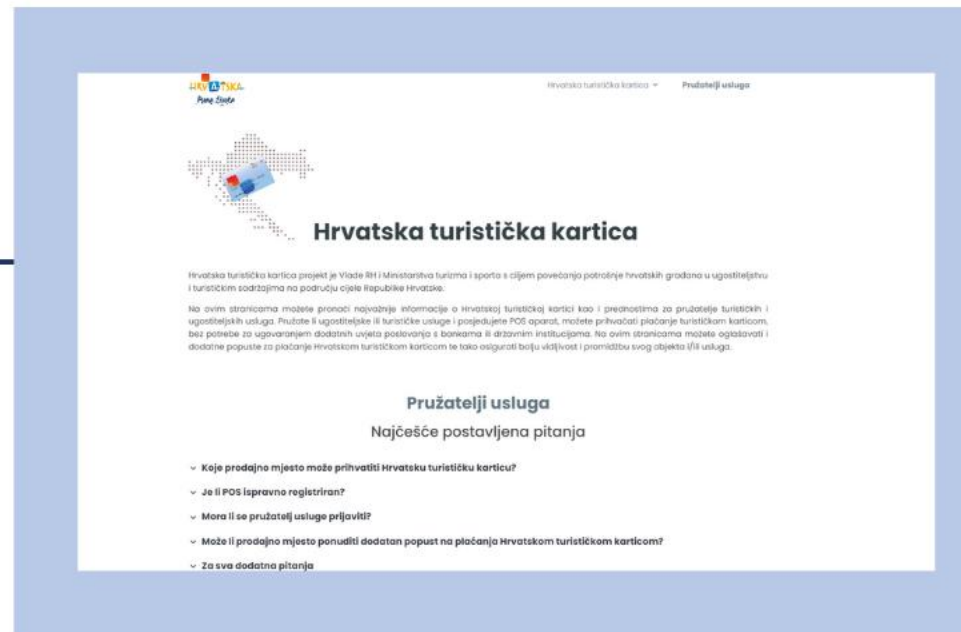 HRVATSKA
Puna života
Hrvatska turistička kartica
Pružatelji usluga
Hrvatska turistička kartica
Hrvatska turistička kartica projekt je Vlade RH i Ministarstva turizma i sporta s ciljem povećanja potrošnje hrvatskih građana u ugostiteljstvu
i turističkim sadržajima na području cijele Republike Hrvatske.
Na ovim stranicama možete pronaći najvažnije informacije o Hrvatskoj turističkoj kartici kao i prednostima za pružatelje turističkih i
ugostiteljskih usluga. Pružate li ugostiteljske ili turističke usluge i posjedujete POS aparat, možete prihvaćati plaćanje turističkom karticom,
bez potrebe za ugovaranjem dodatnih uvjeta poslovanja s bankama ili državnim institucijama. Na ovim stranicama možete oglašavati i
dodatne popuste za plaćanje Hrvatskom turističkom karticom te tako osigurati bolju vidljivost i promidžbu svog objekta i/ili usluga.
Pružatelji usluga
Najčešće postavljena pitanja
Koje prodajno mjesto može prihvatiti Hrvatsku turističku karticu?
Je li POS ispravno registriran?
Mora li se pružatelj usluge prijaviti?
Može li prodajno mjesto ponuditi dodatan popust na plaćanja Hrvatskom turističkom karticom?
Za sva dodatna pitanja